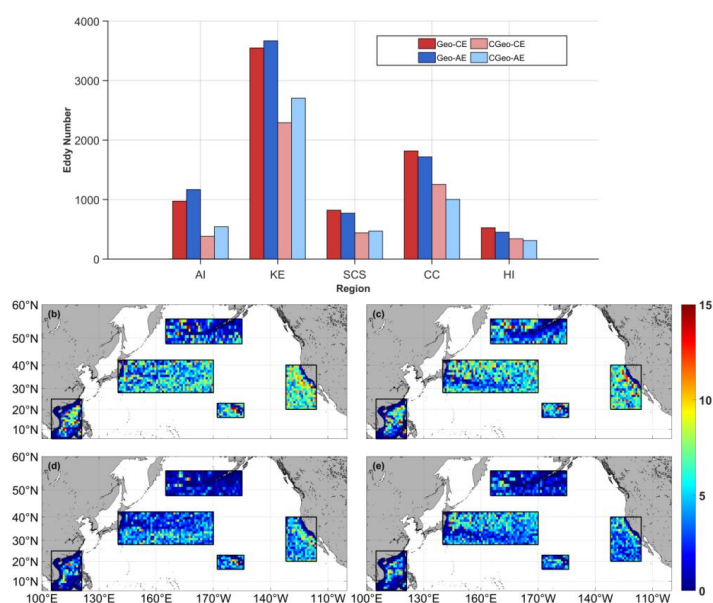 4000
3000
2000
1000
0
Eddy Number
Geo-CE CGeo-CE
Geo-AE CGeo-AE
AI KE SCS CC HI
Region
60°N (b) (c) 15
50°N
40°N 10
30°N
20°N
10°N
60°N (d) (e)
50°N 5
40°N
30°N
20°N
10°N 0
100°E 130°E 160°E 170°W 140°W 110°W 100°E 130°E 160°E 170°W 140°W 110°W